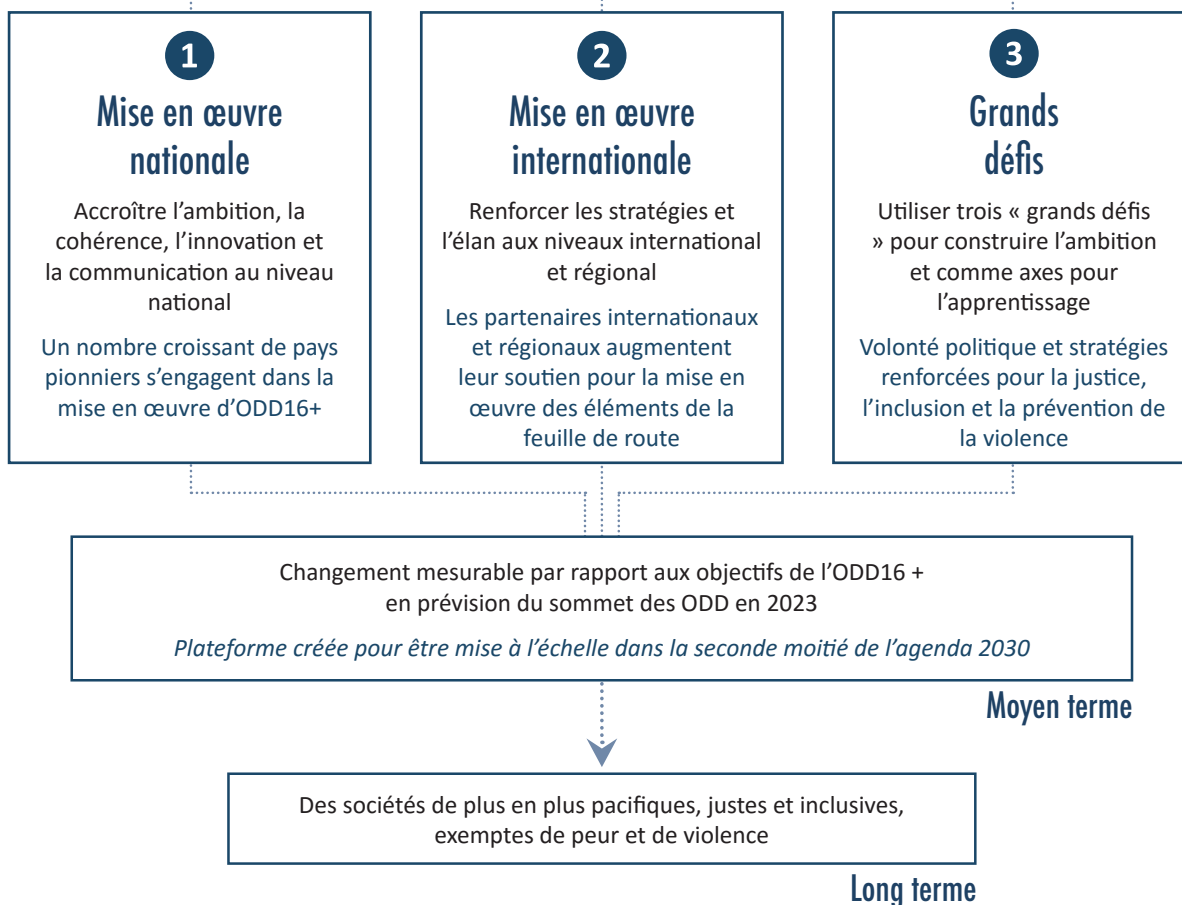 1
Mise en œuvre
nationale
Accroître l’ambition, la
cohérence, l’innovation et
la communication au niveau
national
Un nombre croissant de pays
pionniers s’engagent dans la
mise en œuvre d’ODD16+
2
Mise en œuvre
internationale
Renforcer les stratégies et
l’élan aux niveaux international
et régional
Les partenaires internationaux
et régionaux augmentent
leur soutien pour la mise en
œuvre des éléments de la
feuille de route
3
Grands
défis
Utiliser trois « grands défis
» pour construire l’ambition
et comme axes pour
l’apprentissage
Volonté politique et stratégies
renforcées pour la justice,
l’inclusion et la prévention de
la violence
Changement mesurable par rapport aux objectifs de l’ODD16 +
en prévision du sommet des ODD en 2023
Plateforme créée pour être mise à l’échelle dans la seconde moitié de l’agenda 2030
Moyen terme
Des sociétés de plus en plus pacifiques, justes et inclusives,
exemptes de peur et de violence
Long terme